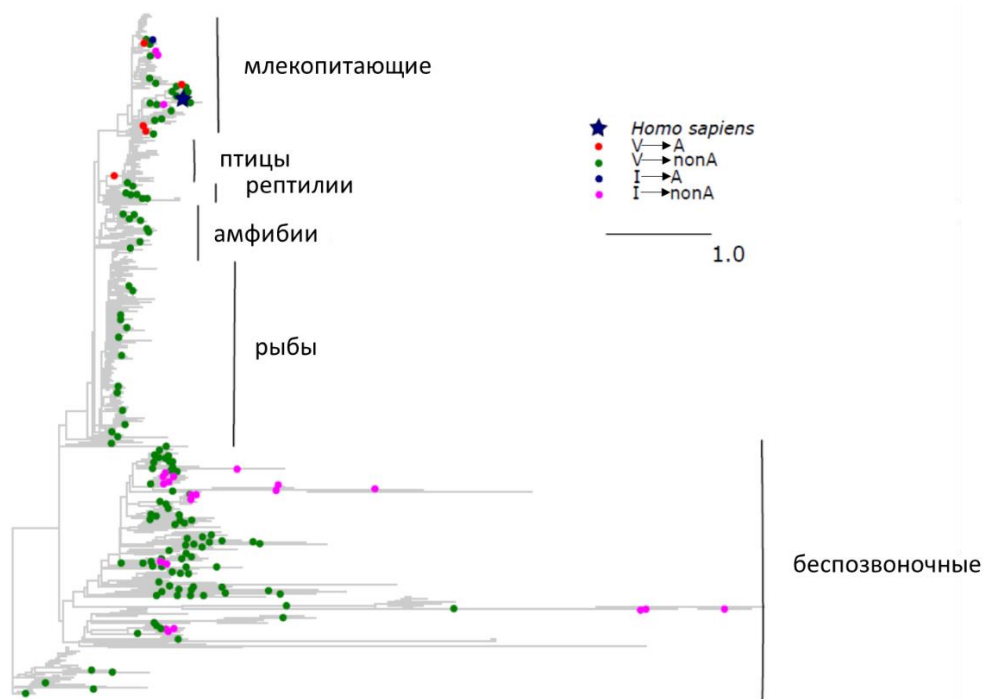 млекопитающие
Homo sapiens
V→A
V→nonA
I→A
I→nonA
птицы
рептилии
амфибии
1.0
рыбы
беспозвоночные